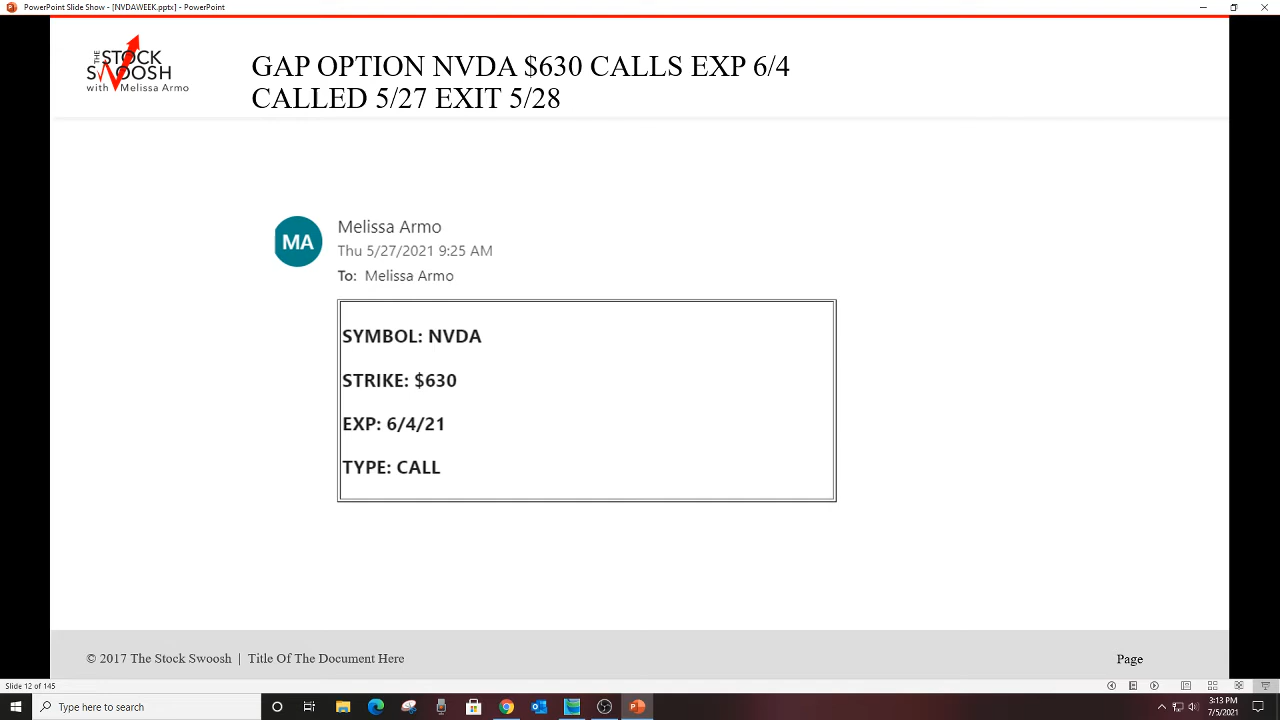 PowerPoint Slide Show - [NVDAWEEK.pptx] - PowerPoint
THE STOCK
SWOOSH
with Melissa Armo
GAP OPTION NVDA $630 CALLS EXP 6/4
CALLED 5/27 EXIT 5/28
MA
Melissa Armo
Thu 5/27/2021 9:25 AM
To: Melissa Armo
SYMBOL: NVDA
STRIKE: $630
EXP: 6/4/21
TYPE: CALL
© 2017 The Stock Swoosh | Title Of The Document Here
Page
Slide 12 of 145
Type here to search
3:13 PM
7/5/2021